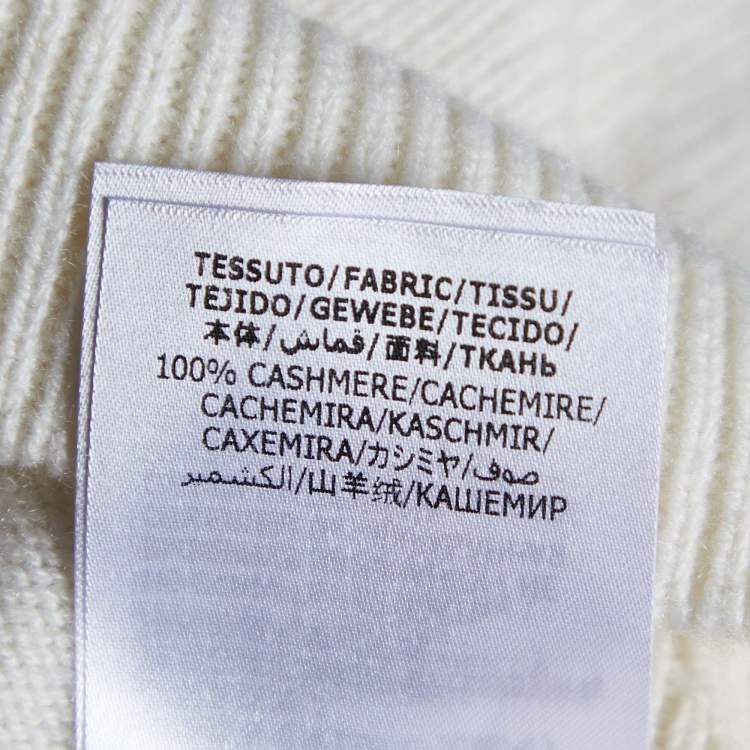 TESSUTO/FABRIC/TISSU/
TEJIDO/GEWEBE/TECIDO/
本体/قماش/面料/ТКАНЬ
100% CASHMERE/CACHEMIRE/
CACHEMIRA/KASCHMIR/
CAXEMIRA/カシミヤ/صوف
الكشمير/山羊绒/КАШЕМИР